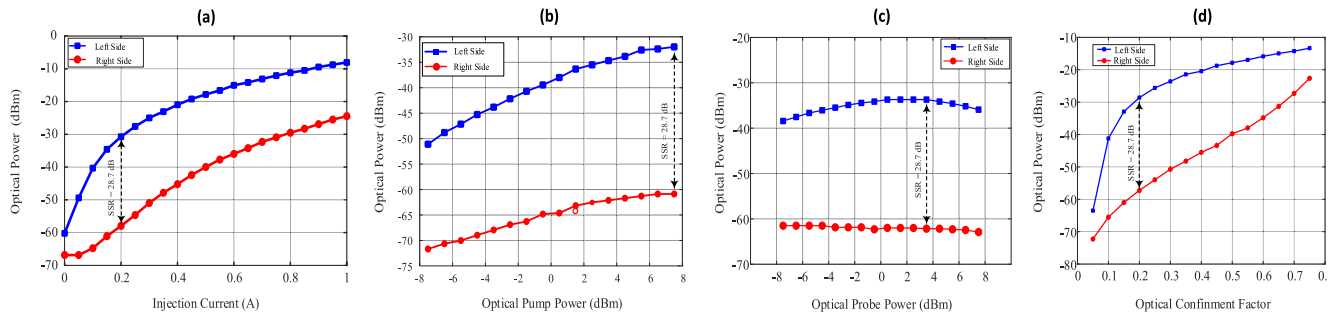 (a)
0
-10
-20
-30
-40
-50
-60
-70
0
0.2
0.4
0.6
0.8
1
Optical Power (dBm)
Injection Current (A)
Left Side
Right Side
SSR = 28.7 dB
(b)
-30
-35
-40
-45
-50
-55
-60
-65
-70
-75
-8
-6
-4
-2
0
2
4
6
8
Optical Power (dBm)
Optical Pump Power (dBm)
Left Side
Right Side
SSR = 28.7 dB
(c)
-20
-30
-40
-50
-60
-70
-8
-6
-4
-2
0
2
4
6
8
Optical Power (dBm)
Optical Probe Power (dBm)
Left Side
Right Side
SSR = 28.7 dB
(d)
-10
-20
-30
-40
-50
-60
-70
-80
0
0.1
0.2
0.3
0.4
0.5
0.6
0.7
0.
Optical Power (dBm)
Optical Confinment Factor
Left Side
Right Side
SSR = 28.7 dB